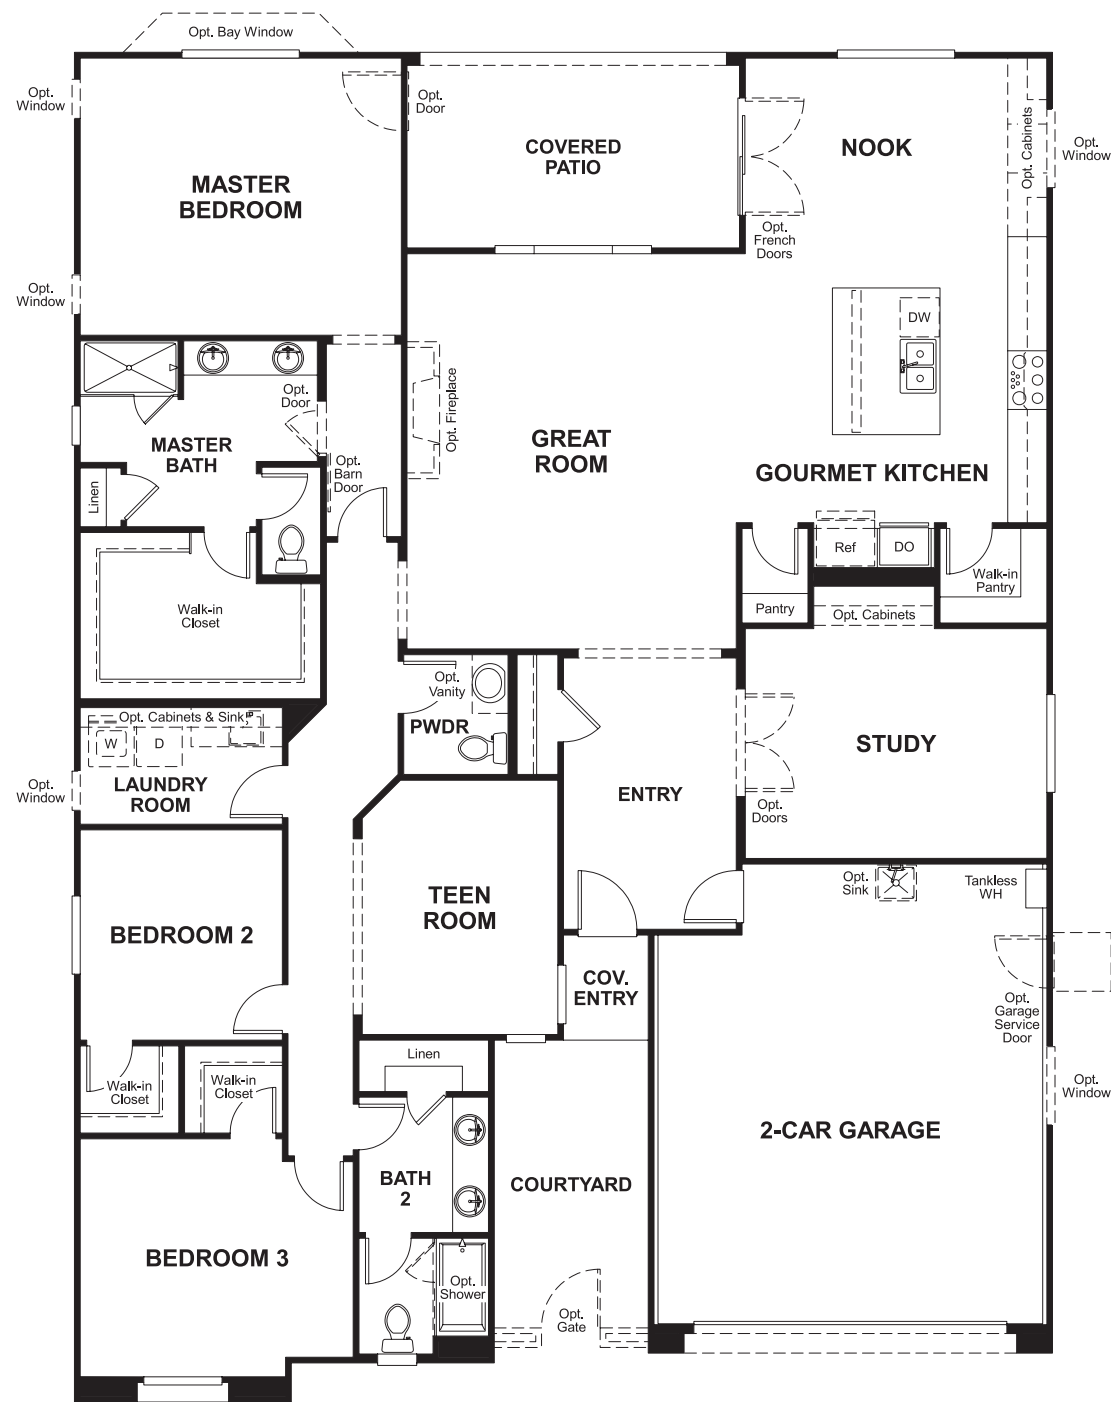 Opt. Bay Window
Opt.
Window
Opt.
Door
COVERED
PATIO
NOOK
Opt. Cabinets
Opt.
Window
MASTER
BEDROOM
Opt.
French
Doors
Opt.
Window
DW
Opt.
Door
Opt. Fireplace
MASTER
BATH
GREAT
ROOM
Opt.
Barn
Door
GOURMET KITCHEN
Linen
Ref
DO
Walk-in
Pantry
Walk-in
Closet
Pantry
Opt. Cabinets
Opt.
Vanity
PWDR
Opt. Cabinets & Sink
W
D
STUDY
LAUNDRY
ROOM
Opt.
Window
ENTRY
Opt.
Doors
Opt.
Sink
Tankless
WH
TEEN
ROOM
BEDROOM 2
COV.
ENTRY
Opt.
Garage
Service
Door
Linen
Walk-in
Closet
Walk-in
Closet
Opt.
Window
2-CAR GARAGE
BATH
2
COURTYARD
BEDROOM 3
Opt.
Shower
Opt.
Gate